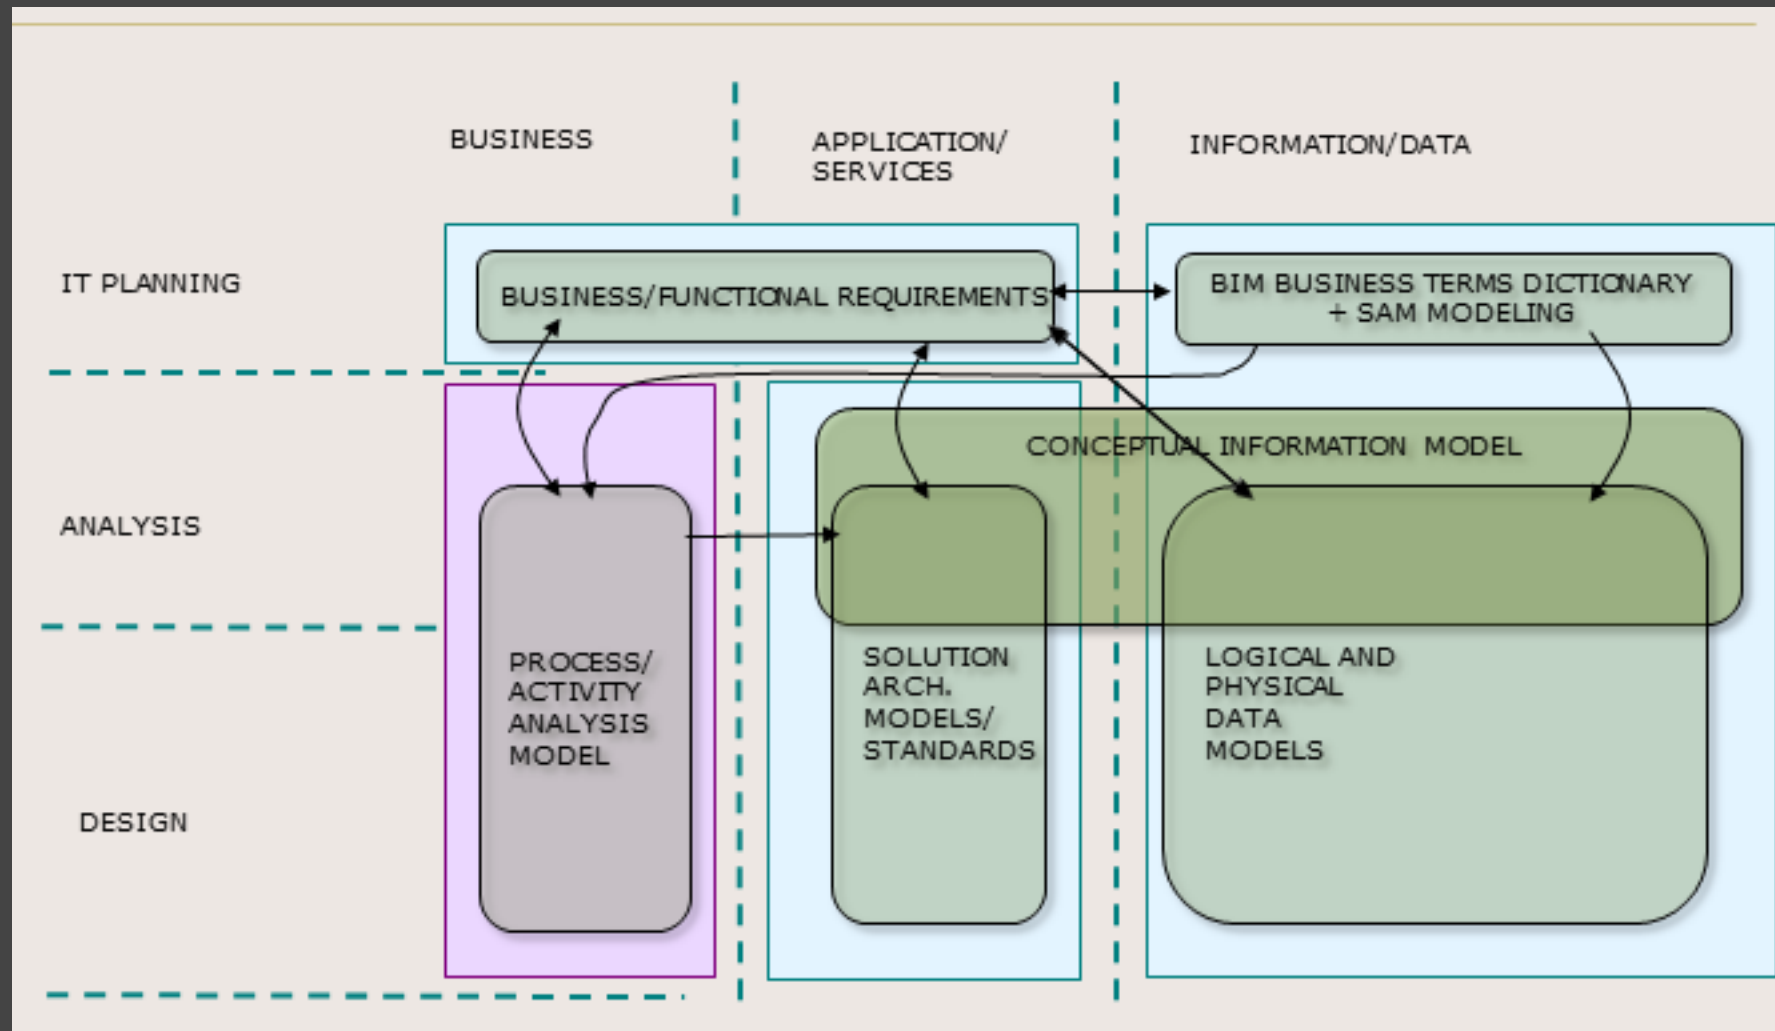 BUSINESS
APPLICATION/
SERVICES
INFORMATION/DATA
IT PLANNING
BUSINESS/FUNCTIONAL REQUIREMENTS
BIM BUSINESS TERMS DICTIONARY
+ SAM MODELING
CONCEPTUAL INFORMATION MODEL
ANALYSIS
PROCESS/
ACTIVITY
ANALYSIS
MODEL
SOLUTION
ARCH.
MODELS/
STANDARDS
LOGICAL AND
PHYSICAL
DATA
MODELS
DESIGN